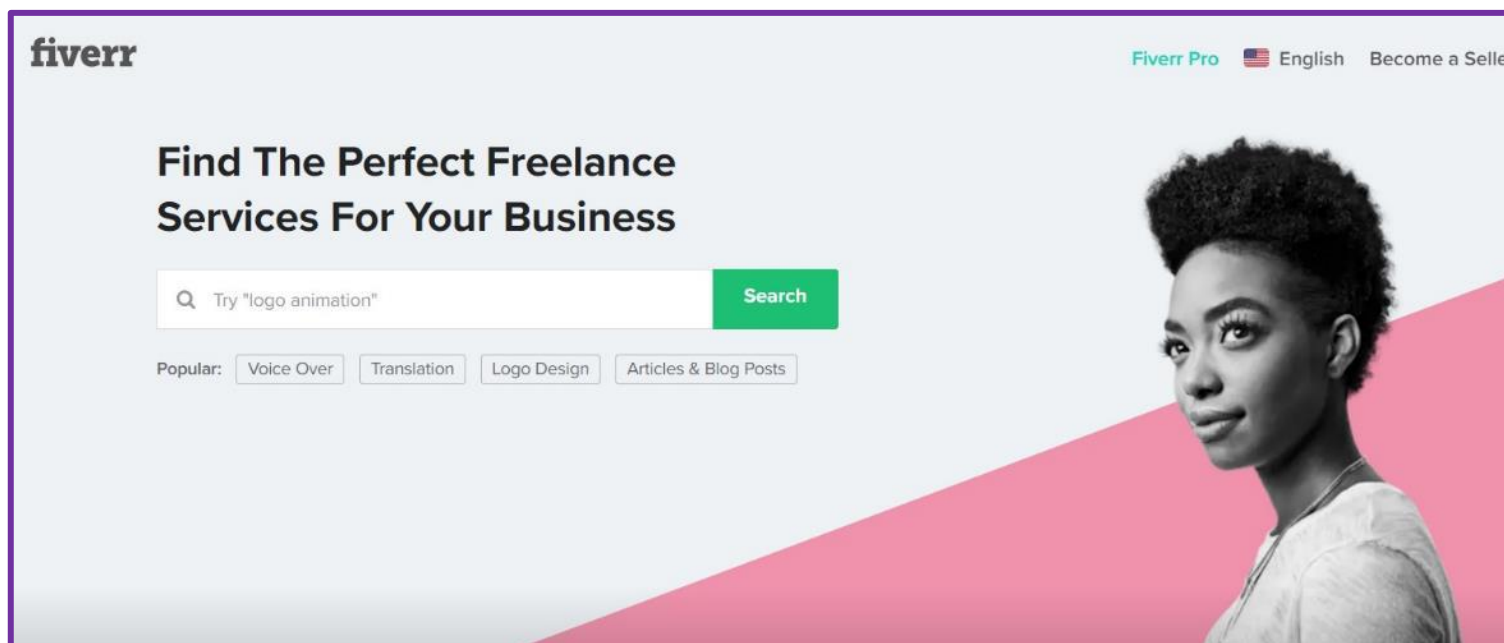 fiverr
Fiverr Pro English Become a Selle
Find The Perfect Freelance
Services For Your Business
Try "logo animation" Search
Popular: Voice Over Translation Logo Design Articles & Blog Posts